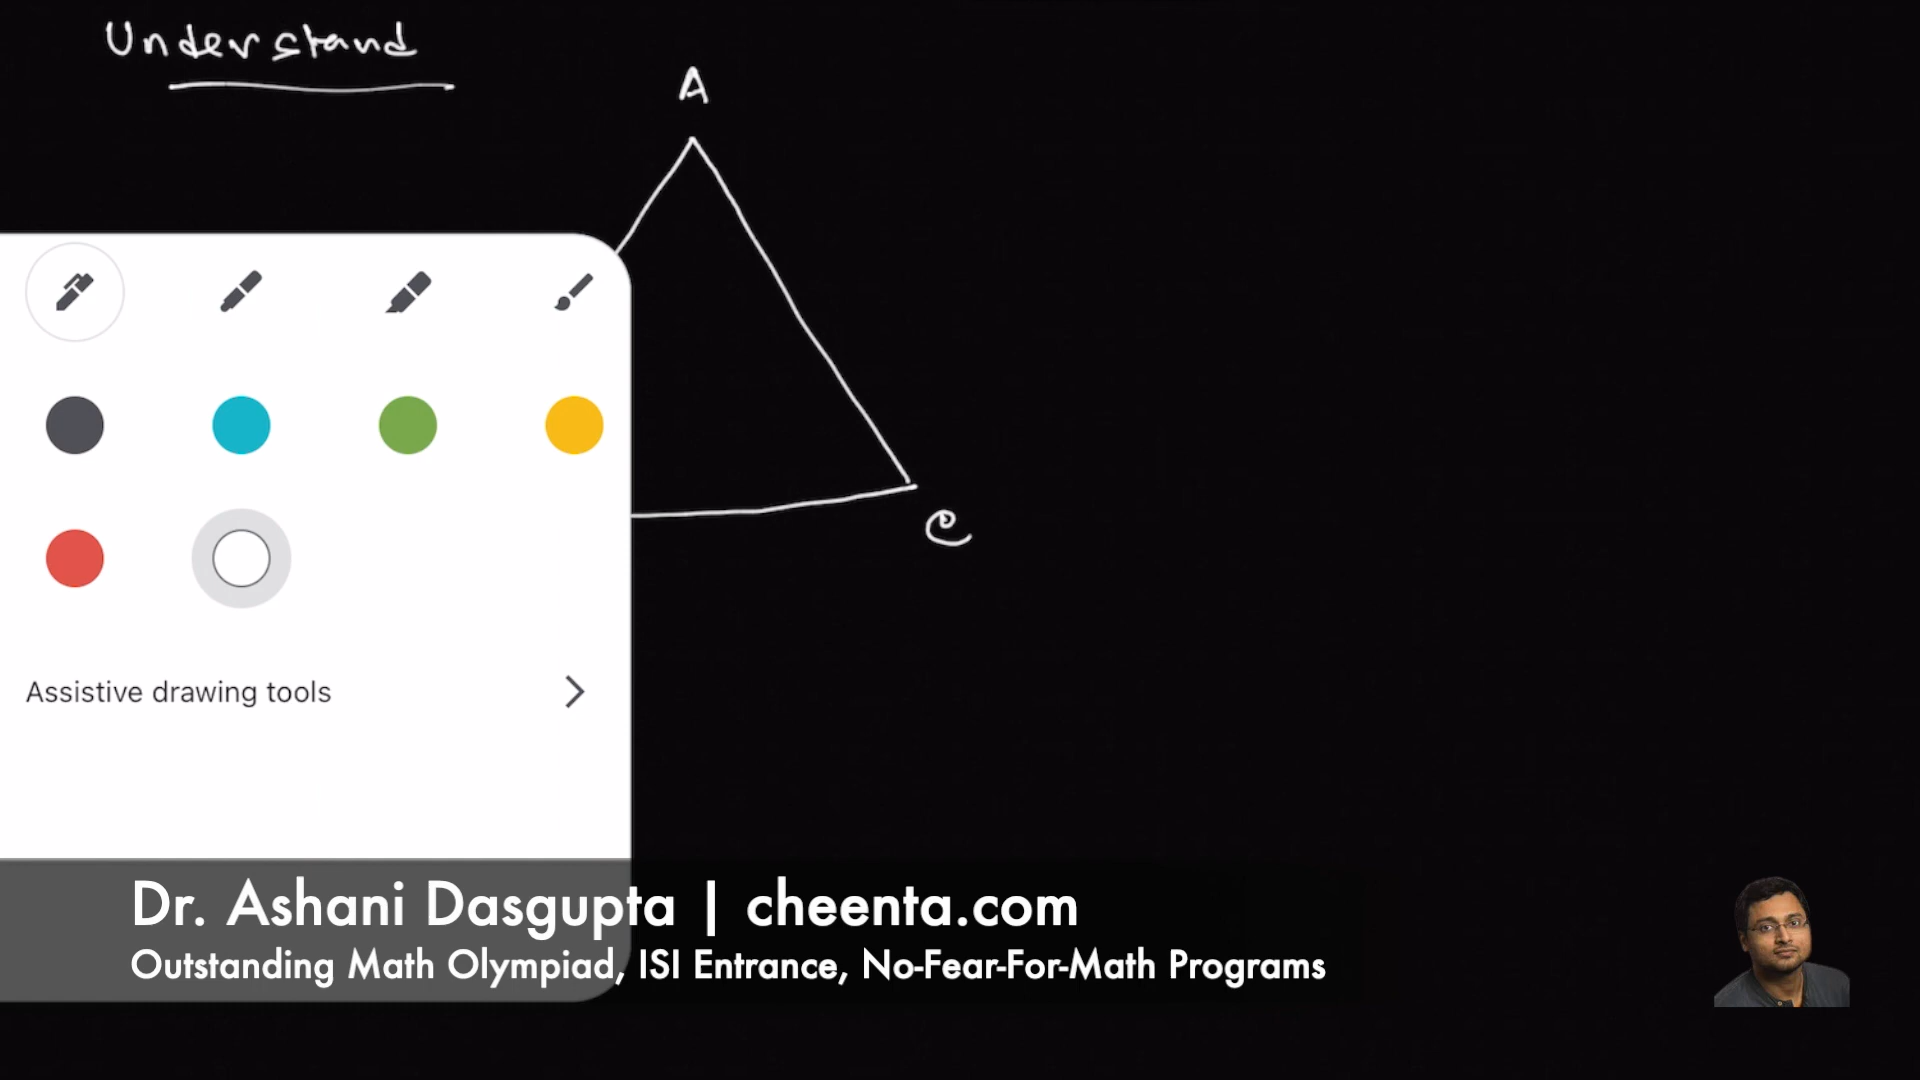 Understand
A
C
Assistive drawing tools
Dr. Ashani Dasgupta | cheenta.com
Outstanding Math Olympiad, ISI Entrance, No-Fear-For-Math Programs